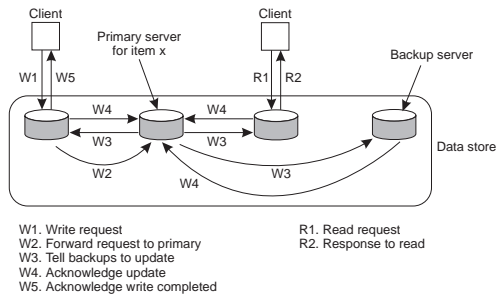 Client
Client
Primary server
for item x
Backup server
W1
W5
R1
R2
W4
W4
W3
W3
Data store
W2
W3
W4
W1. Write request
W2. Forward request to primary
W3. Tell backups to update
W4. Acknowledge update
W5. Acknowledge write completed
R1. Read request
R2. Response to read